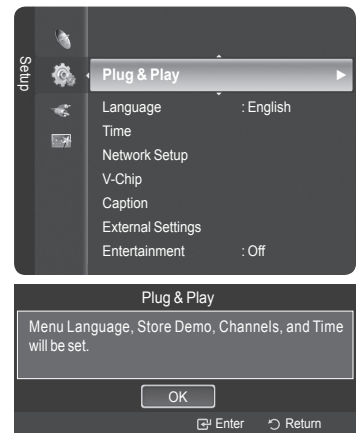 Setup
Plug & Play
Language : English
Time
Network Setup
V-Chip
Caption
External Settings
Entertainment : Off
Plug & Play
Menu Language, Store Demo, Channels, and Time
will be set.
OK
Enter Return